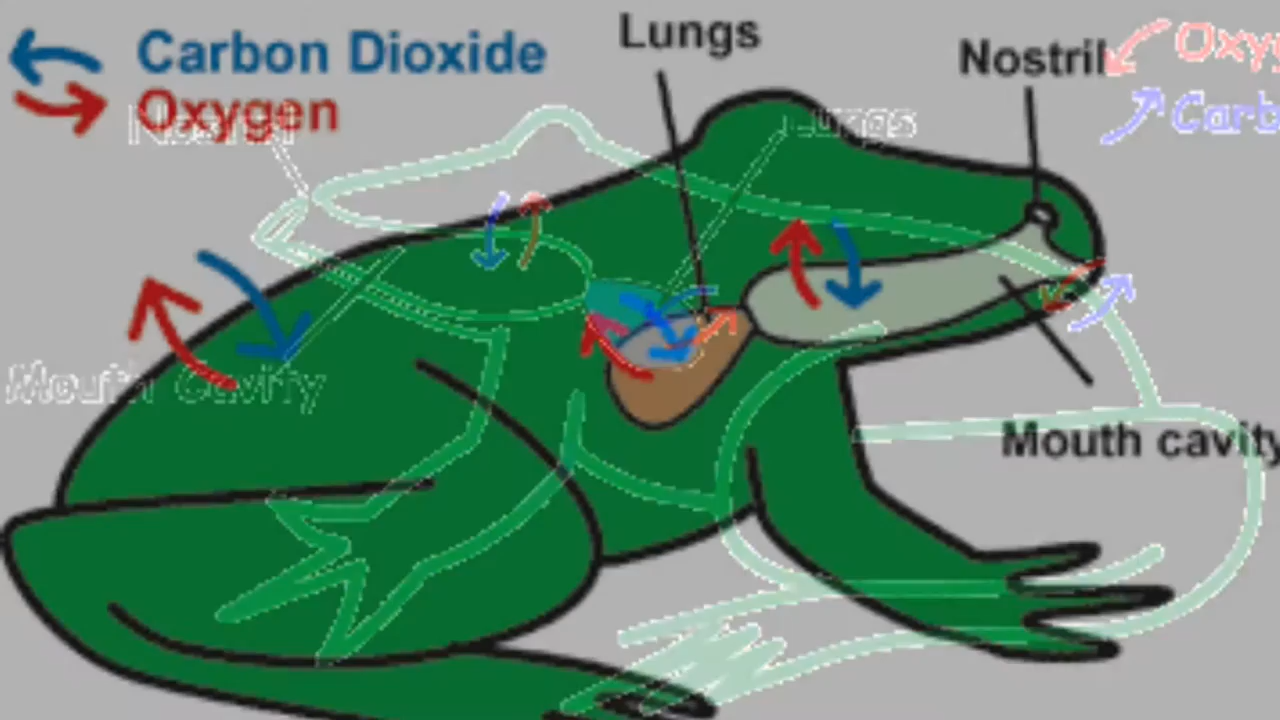 Lungs
Carbon Dioxide
Nostril
Oxygen
Nostril
Lungs
Mouth Cavity
Mouth cavity